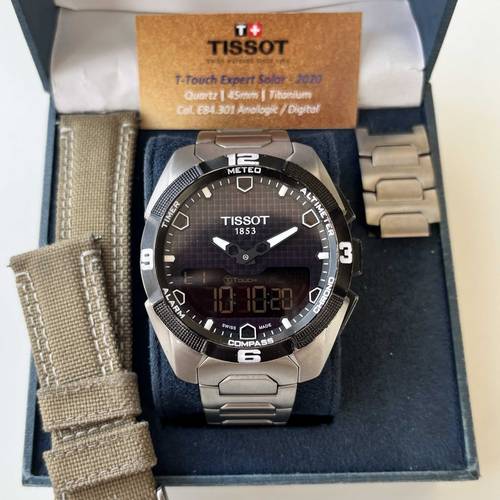 TISSOT
SWISS WATCHES SINCE 1853
T-Touch Expert Solar - 2020
Quartz | 45mm | Titanium
Cal. E84.301 Analogic / Digital
12
METEO
TIMER
ALTIMETER
TISSOT
1853
9
3
T1
T-TOUCH
10:10:20
ALARM
CHRONO
SWISS MADE
COMPASS
6